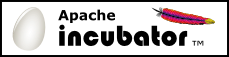 Apache
incubator ™